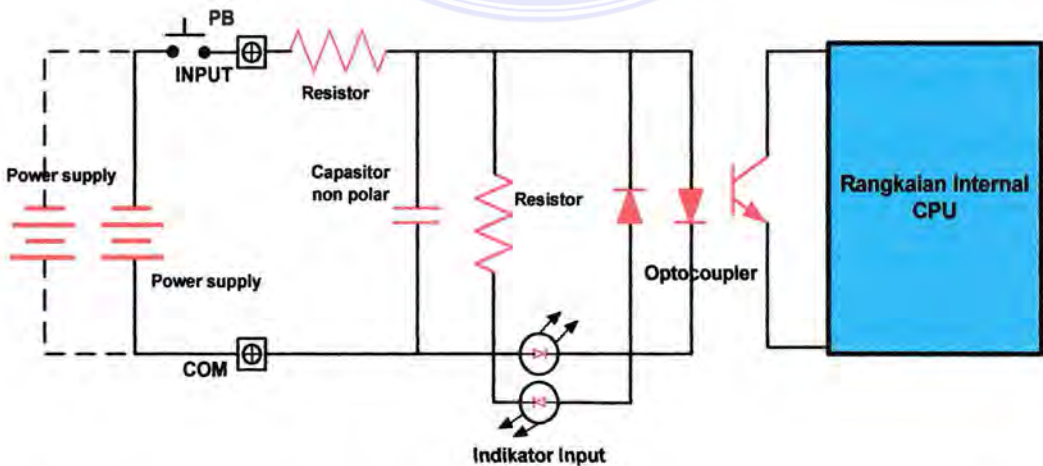 PB
INPUT
Resistor
Power supply
Capasitor
non polar
Resistor
Rangkaian Internal
CPU
Optocoupler
Power supply
COM
Indikator Input